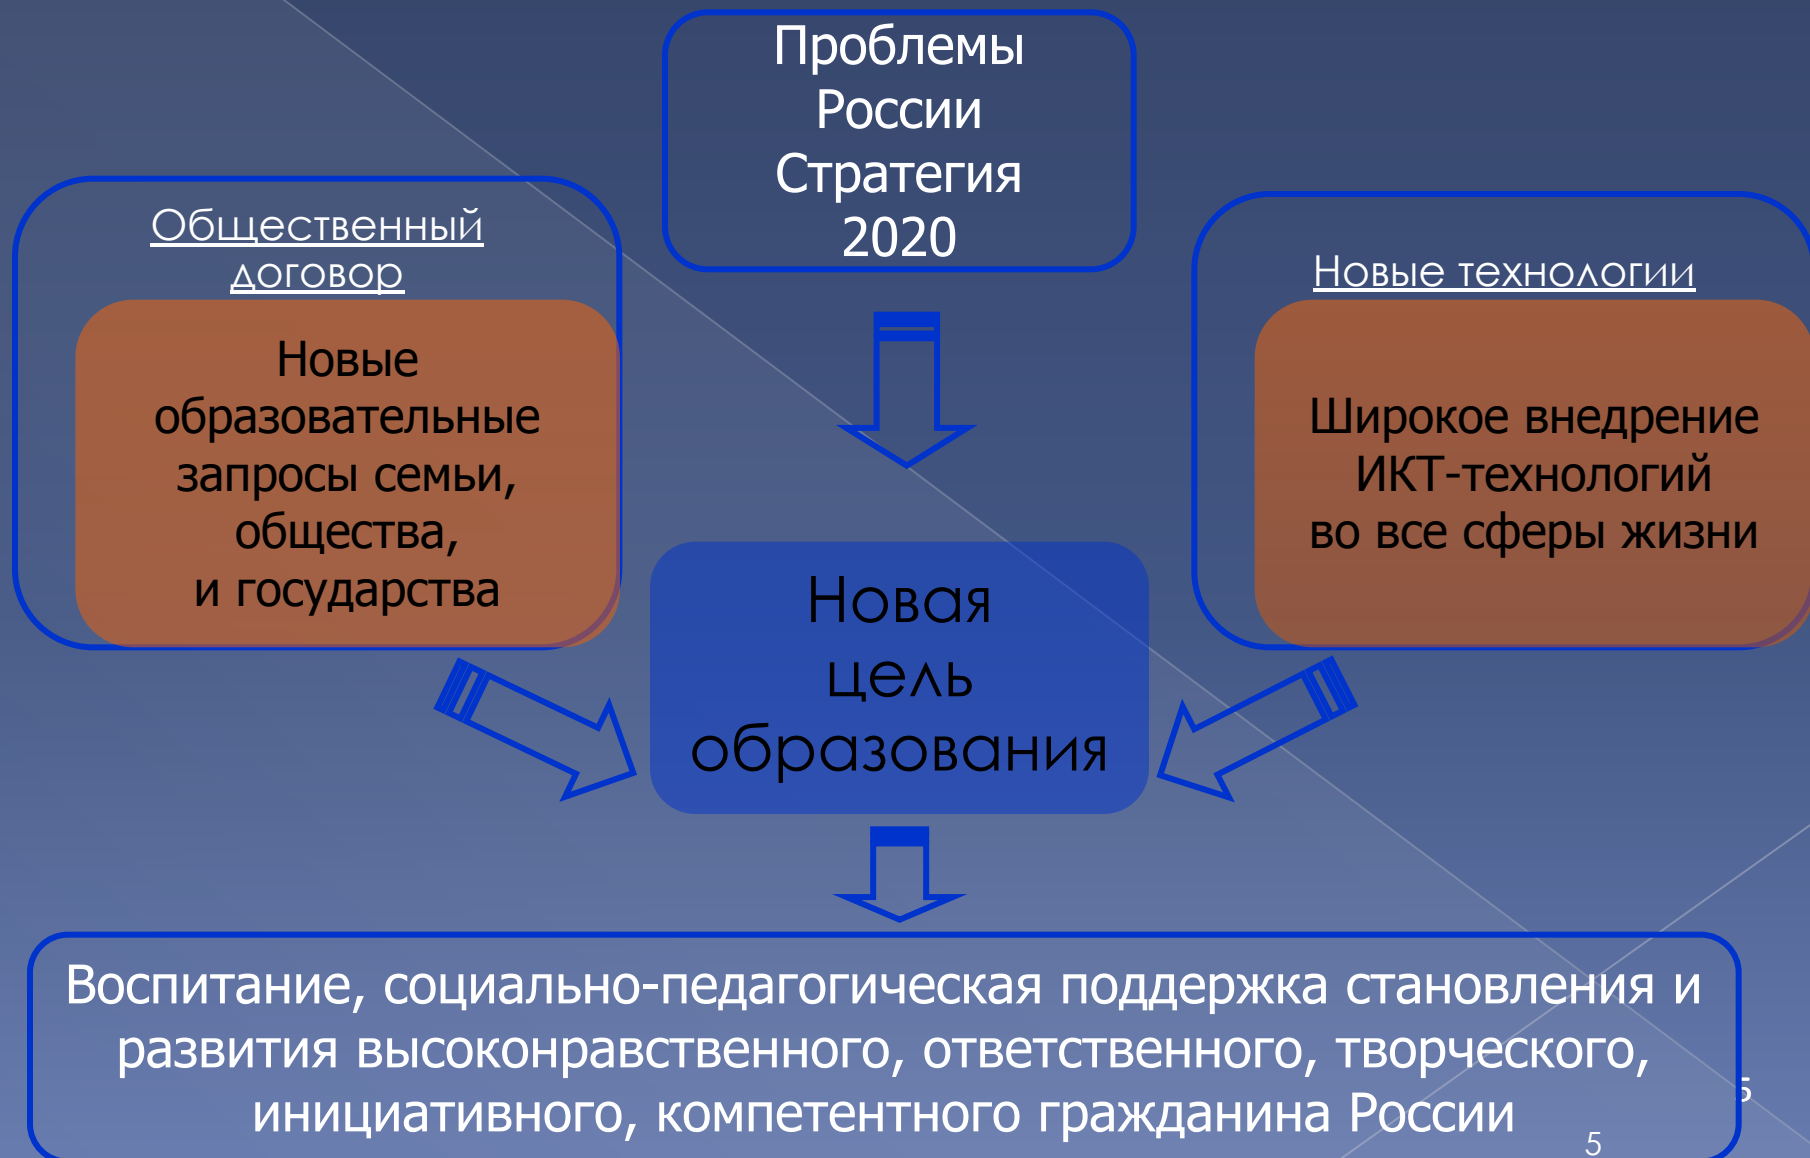 Проблемы
России
Стратегия
2020
Общественный
договор
Новые
образовательные
запросы семьи,
общества,
и государства
Новые технологии
Широкое внедрение
ИКТ-технологий
во все сферы жизни
Новая
цель
образования
Воспитание, социально-педагогическая поддержка становления и
развития высоконравственного, ответственного, творческого,
инициативного, компетентного гражданина России
5
5